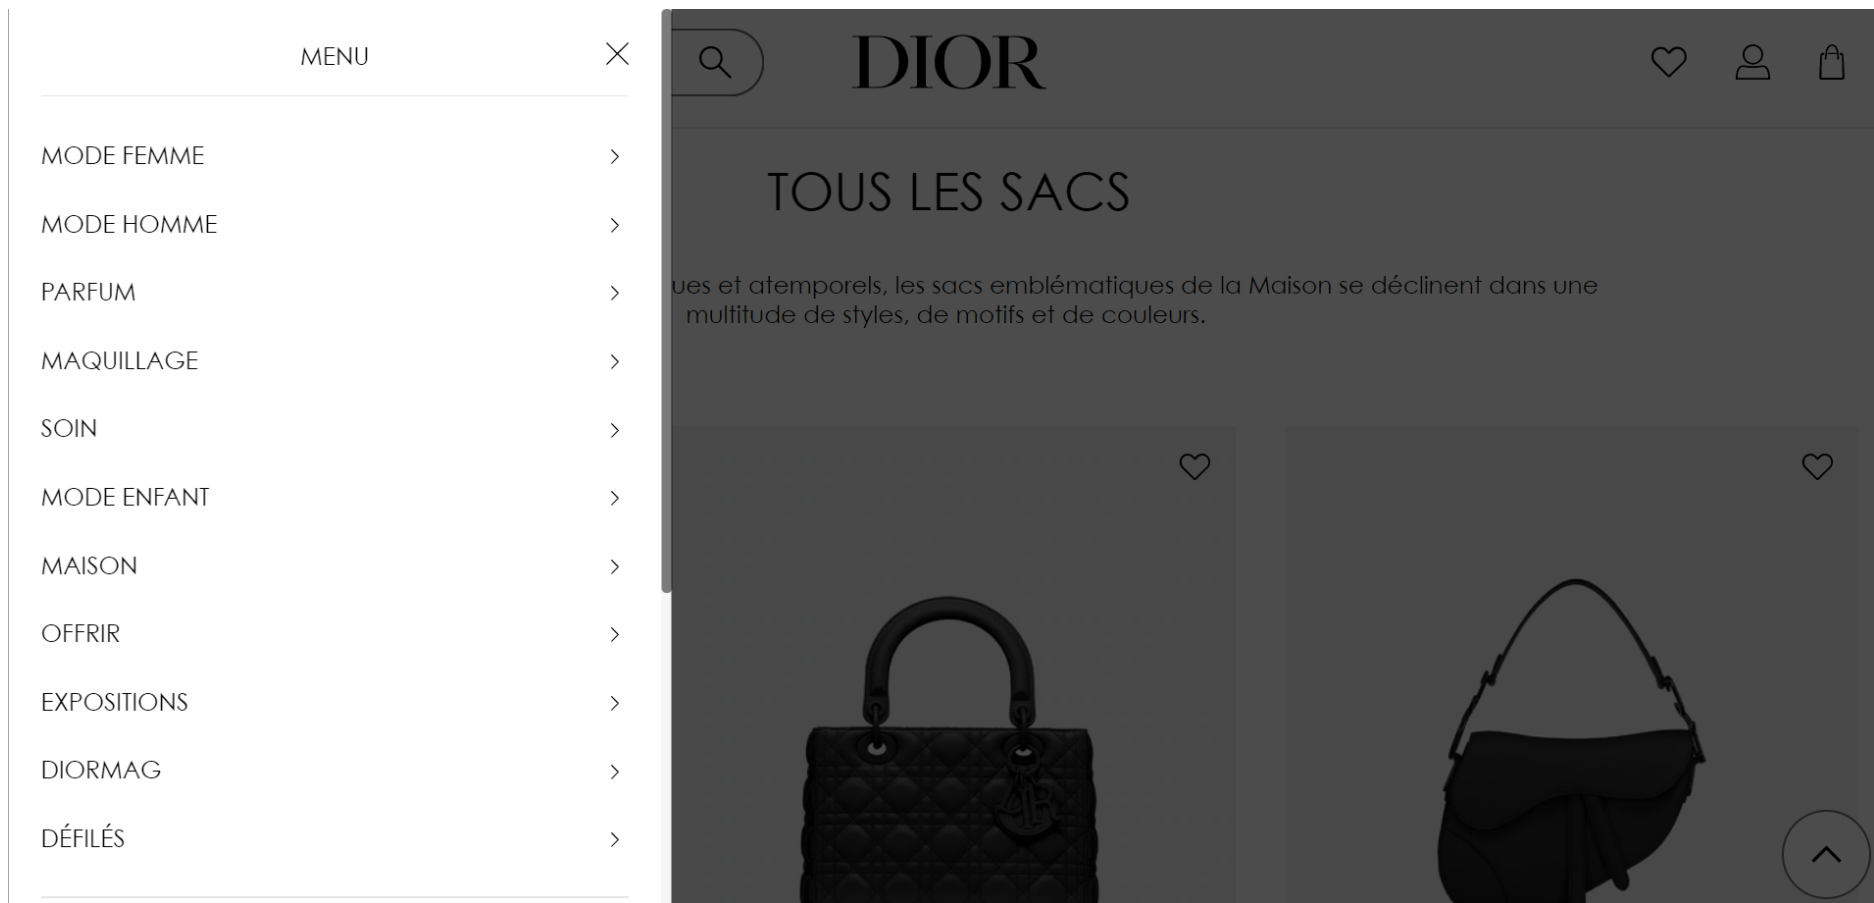 MENU
DIOR
MODE FEMME
MODE HOMME
PARFUM
MAQUILLAGE
SOIN
MODE ENFANT
MAISON
OFFRIR
EXPOSITIONS
DIORMAG
DÉFILÉS
TOUS LES SACS
et atemporels, les sacs emblématiques de la Maison se déclinent dans une
multitude de styles, de motifs et de couleurs.